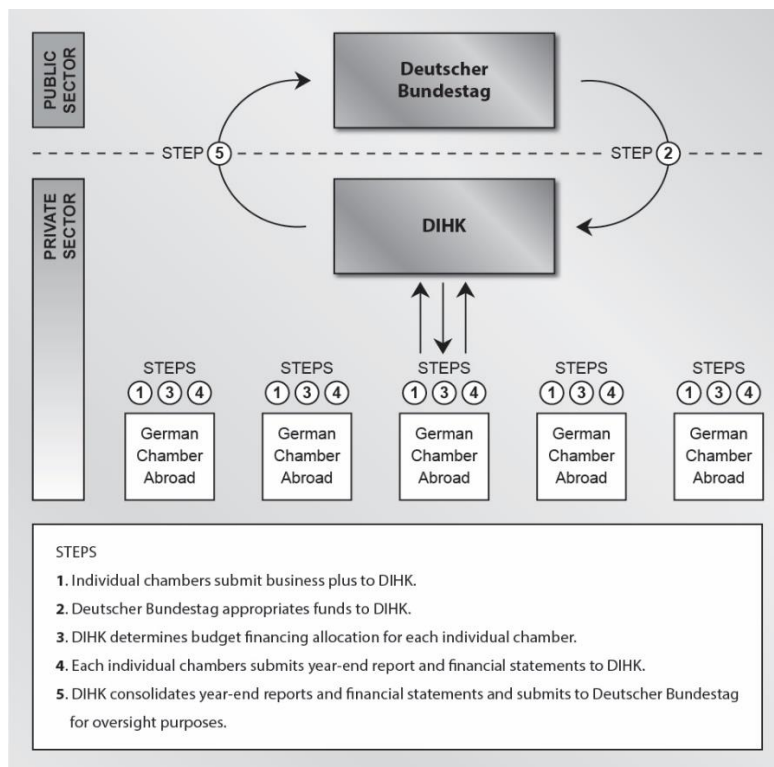 PUBLIC
SECTOR
Deutscher
Bundestag
STEP 5
STEP 2
PRIVATE
SECTOR
DIHK
STEPS
1 3 4
German
Chamber
Abroad
STEPS
1 3 4
German
Chamber
Abroad
STEPS
1 3 4
German
Chamber
Abroad
STEPS
1 3 4
German
Chamber
Abroad
STEPS
1 3 4
German
Chamber
Abroad
STEPS
1. Individual chambers submit business plus to DIHK.
2. Deutscher Bundestag appropriates funds to DIHK.
3. DIHK determines budget financing allocation for each individual chamber.
4. Each individual chambers submits year-end report and financial statements to DIHK.
5. DIHK consolidates year-end reports and financial statements and submits to Deutscher Bundestag
for oversight purposes.